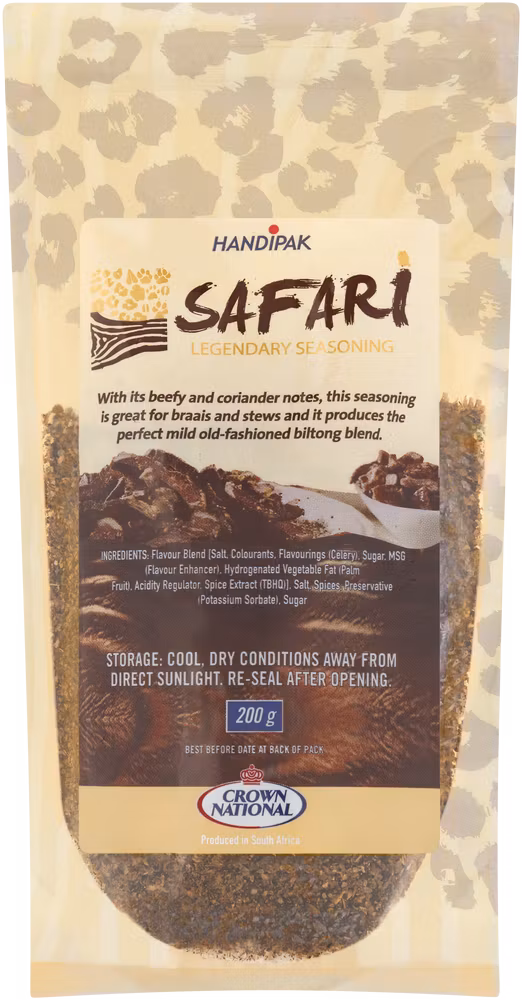 HANDiPAK
SAFARI
LEGENDARY SEASONING
With its beefy and coriander notes, this seasoning
is great for braais and stews and it produces the
perfect mild old-fashioned biltong blend.
INGREDIENTS: Flavour Blend [Salt, Colourants, Flavourings (Celery), Sugar, MSG
(Flavour Enhancer), Hydrogenated Vegetable Fat (Palm
Fruit), Acidity Regulator, Spice Extract (TBHQ)], Salt, Spices, Preservative
(Potassium Sorbate), Sugar
STORAGE: COOL, DRY CONDITIONS AWAY FROM
DIRECT SUNLIGHT. RE-SEAL AFTER OPENING.
200 g
BEST BEFORE DATE AT BACK OF PACK
CROWN
NATIONAL
Produced in South Africa